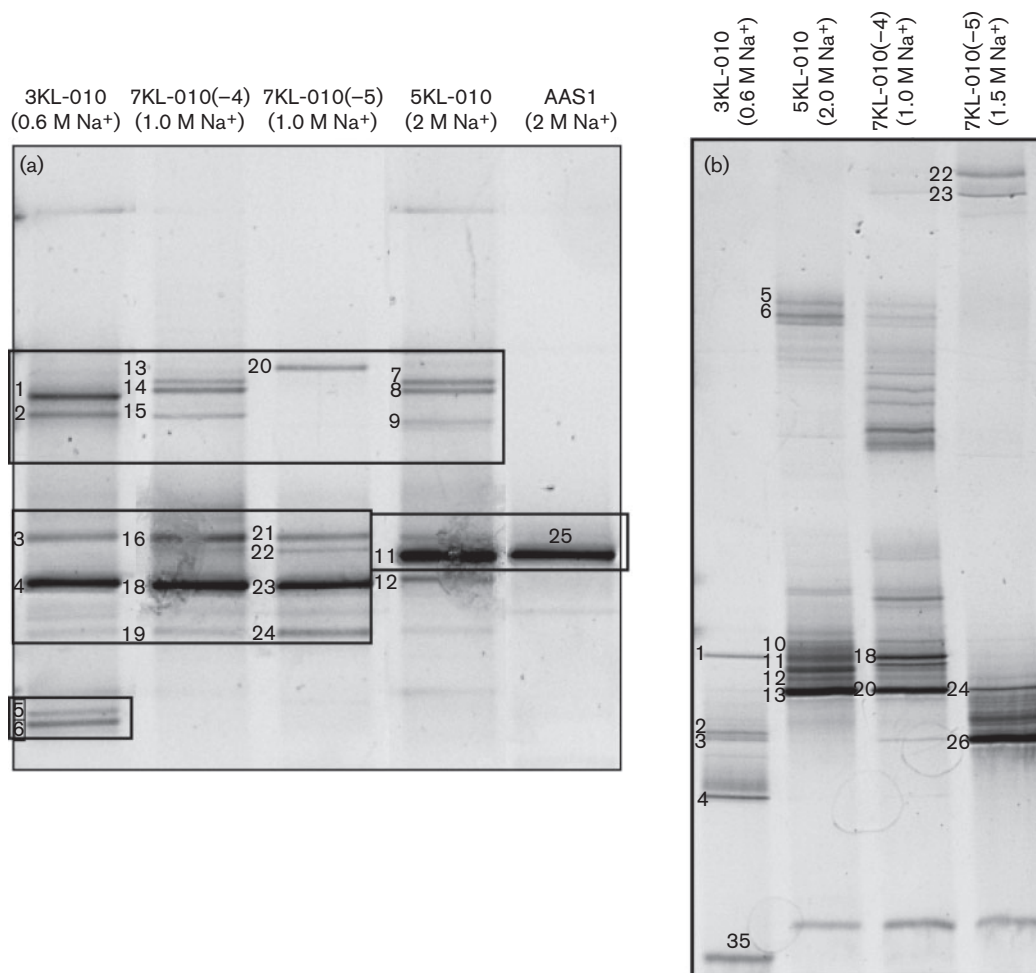 3KL-010 7KL-010(–4) 7KL-010(–5) 5KL-010 AAS1
(0.6 M Na+) (1.0 M Na+) (1.0 M Na+) (2 M Na+) (2 M Na+)
(a)
13 20 7
1 14 8
2 15 9
3 16 21 25
22 11
4 18 23 12
19 24
5
6
3KL-010
(0.6 M Na+)
5KL-010
(2.0 M Na+)
7KL-010(–4)
(1.0 M Na+)
7KL-010(–5)
(1.5 M Na+)
(b)
22
23
5
6
10
1 11 18
12
13 20 24
2
3 26
4
35